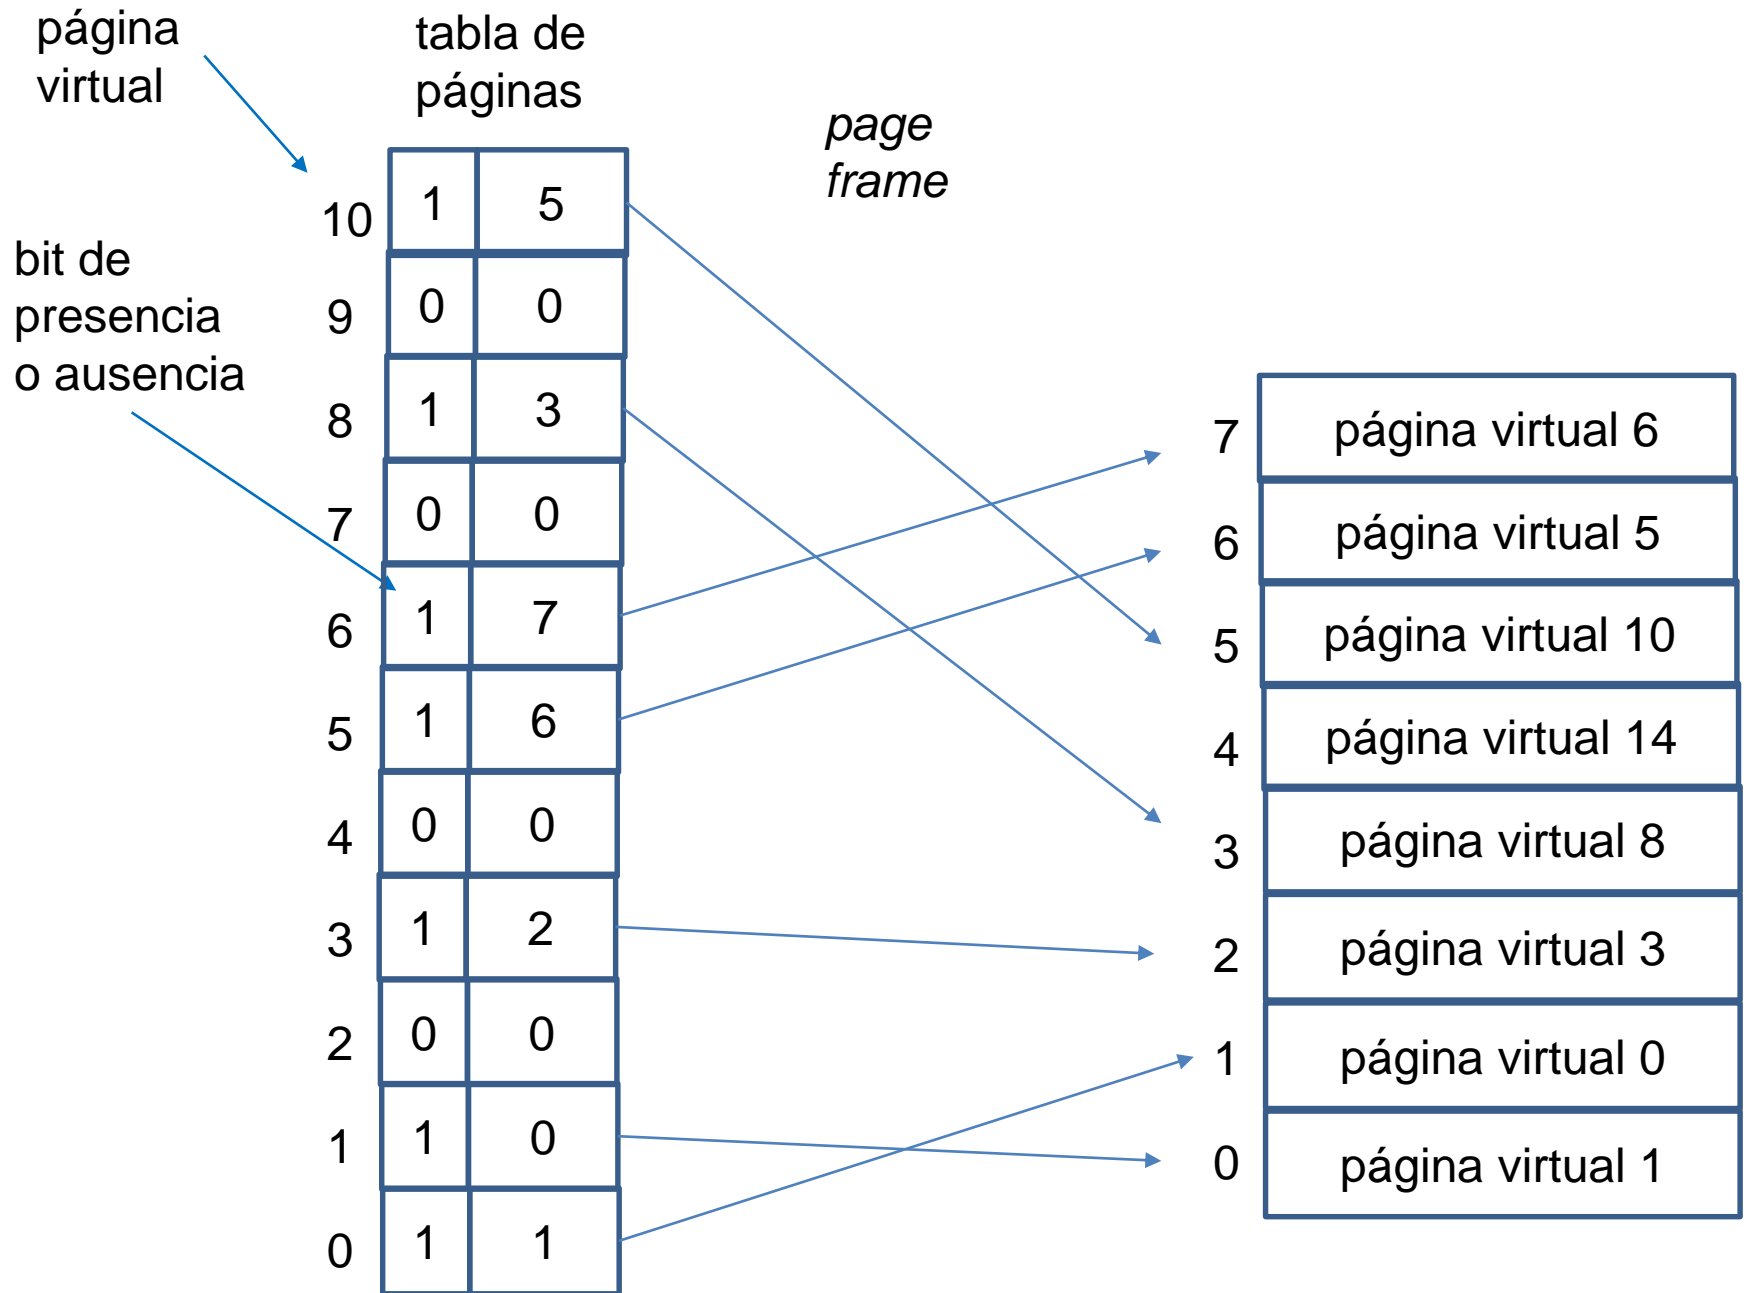 página
virtual
tabla de
páginas
page
frame
bit de
presencia
o ausencia
10 1 5
9 0 0
8 1 3
7 0 0
6 1 7
5 1 6
4 0 0
3 1 2
2 0 0
1 1 0
0 1 1
7 página virtual 6
6 página virtual 5
5 página virtual 10
4 página virtual 14
3 página virtual 8
2 página virtual 3
1 página virtual 0
0 página virtual 1